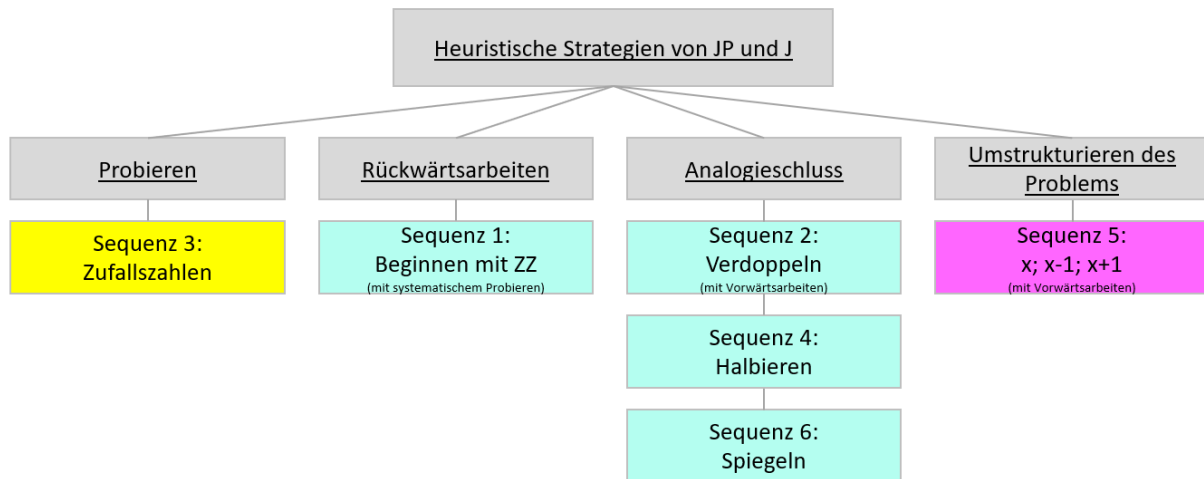 Heuristische Strategien von JP und J
Probieren
Rückwärtsarbeiten
Analogieschluss
Umstrukturieren des
Problems
Sequenz 3:
Zufallszahlen
Sequenz 1:
Beginnen mit ZZ
(mit systematischem Probieren)
Sequenz 2:
Verdoppeln
(mit Vorwärtsarbeiten)
Sequenz 5:
x; x-1; x+1
(mit Vorwärtsarbeiten)
Sequenz 4:
Halbieren
Sequenz 6:
Spiegeln